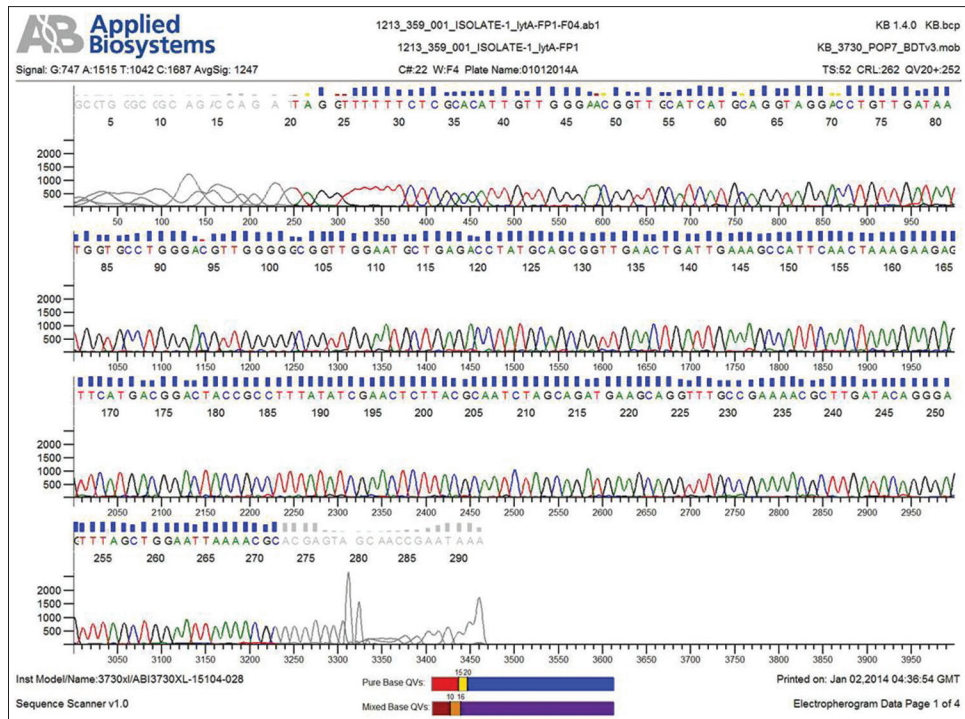 AB Applied Biosystems
1213_359_001_ISOLATE-1_lytA-FP1-F04.ab1
KB 1.4.0 KB.bcp
1213_359_001_ISOLATE-1_lytA-FP1
KB_3730_POP7_BDTv3.mob
Signal: G:747 A:1515 T:1042 C:1687 AvgSig: 1247
C#:22 W:F4 Plate Name:01012014A
TS:52 CRL:262 QV20+:252
5 10 15 20 25 30 35 40 45 50 55 60 65 70 75 80
2000
1500
1000
500
50 100 150 200 250 300 350 400 450 500 550 600 650 700 750 800 850 900 950
TGGTGCCTGGGACGTTGGGGGCGGTTGGAATGCTGAGACCTATGCAGCGGTTGAACTGATTGAAAGCCATTCAACTAAAGAAGAG
85 90 95 100 105 110 115 120 125 130 135 140 145 150 155 160 165
2000
1500
1000
500
1050 1100 1150 1200 1250 1300 1350 1400 1450 1500 1550 1600 1650 1700 1750 1800 1850 1900 1950
TTCATGACGGACTACCGCCTTTATATCGAACTCTTACGCAATCTAGCAGATGAAGCAGGTTTGCCGAAAACGCTTGATACAGGGA
170 175 180 185 190 195 200 205 210 215 220 225 230 235 240 245 250
2000
1500
1000
500
2050 2100 2150 2200 2250 2300 2350 2400 2450 2500 2550 2600 2650 2700 2750 2800 2850 2900 2950
255 260 265 270 275 280 285 290
2000
1500
1000
500
3050 3100 3150 3200 3250 3300 3350 3400 3450 3500 3550 3600 3650 3700 3750 3800 3850 3900 3950
Inst Model/Name:3730xl/ABI3730XL-15104-028
Pure Base QVs:
15 20
Printed on: Jan 02,2014 04:36:54 GMT
10 16
Sequence Scanner v1.0
Mixed Base QVs:
Electropherogram Data Page 1 of 4